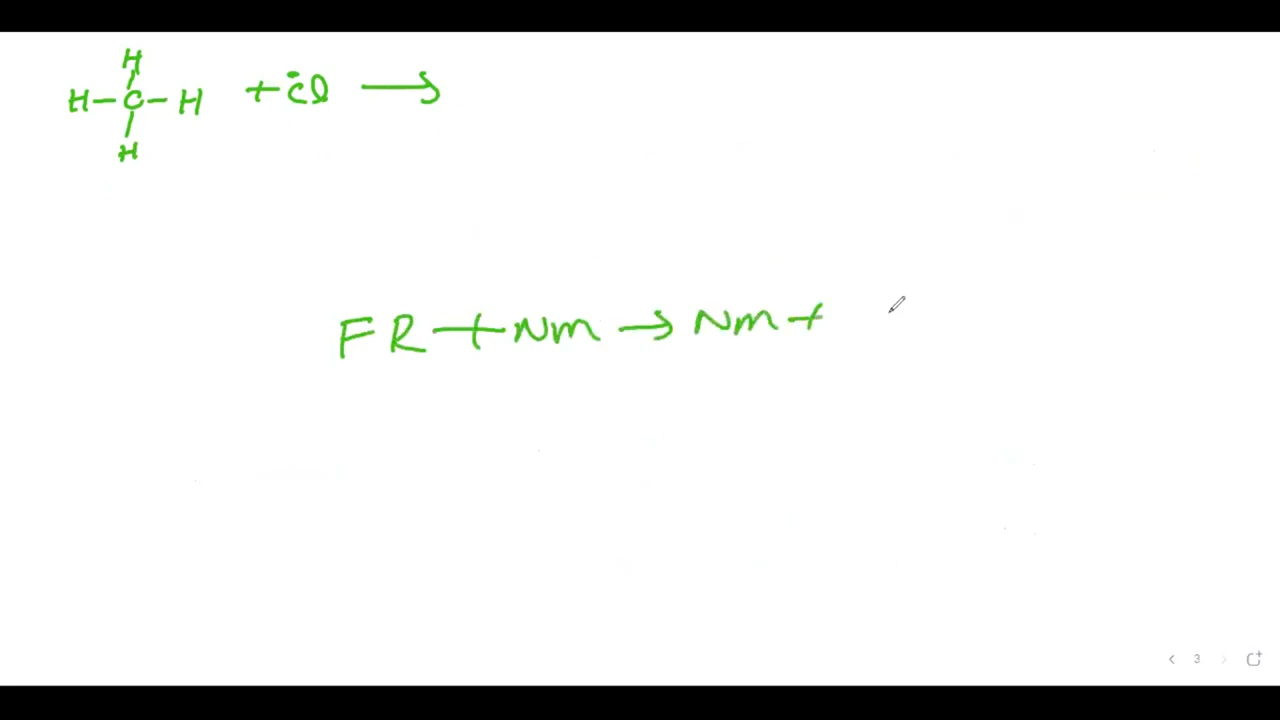 H
H-C-H + •Cl →
H
FR + Nm → Nm +
< 3 >